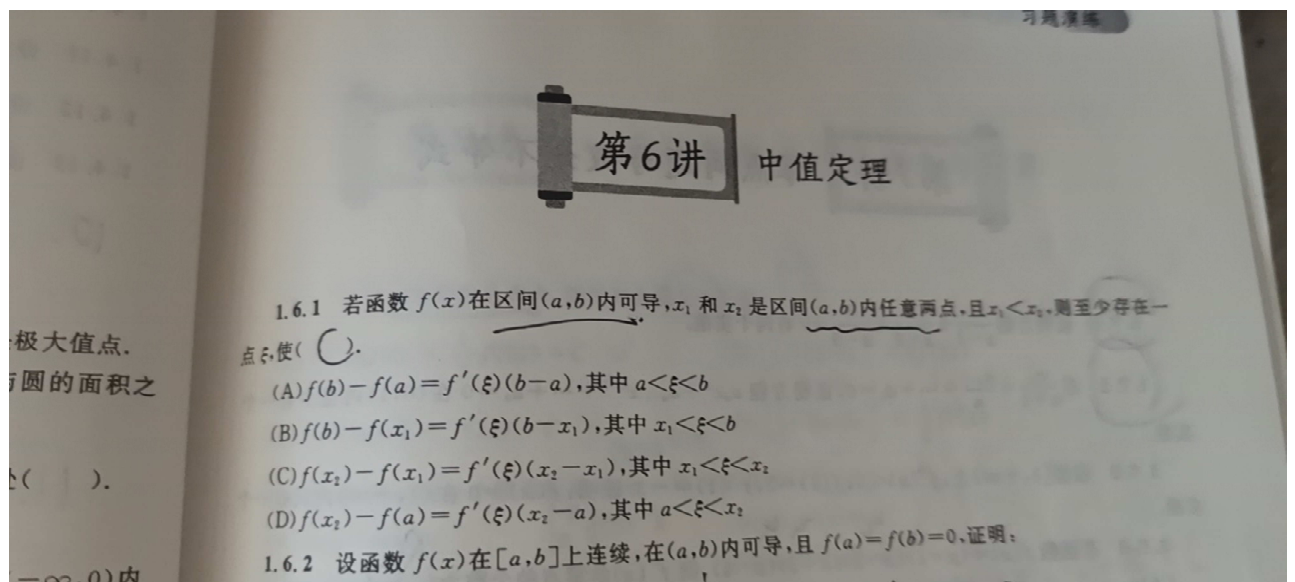 习题演练
第6讲 中值定理
1.6.1 若函数 f(x)在区间(a,b)内可导,x₁ 和 x₂ 是区间(a,b)内任意两点,且x₁<x₂,则至少存在一
点ξ,使( ).
(A)f(b)-f(a)=f′(ξ)(b-a),其中 a<ξ<b
(B)f(b)-f(x₁)=f′(ξ)(b-x₁),其中 x₁<ξ<b
(C)f(x₂)-f(x₁)=f′(ξ)(x₂-x₁),其中 x₁<ξ<x₂
(D)f(x₂)-f(a)=f′(ξ)(x₂-a),其中 a<ξ<x₂
1.6.2 设函数 f(x)在[a,b]上连续,在(a,b)内可导,且 f(a)=f(b)=0,证明:
极大值点.
圆的面积之
( ).
-∞,0)内